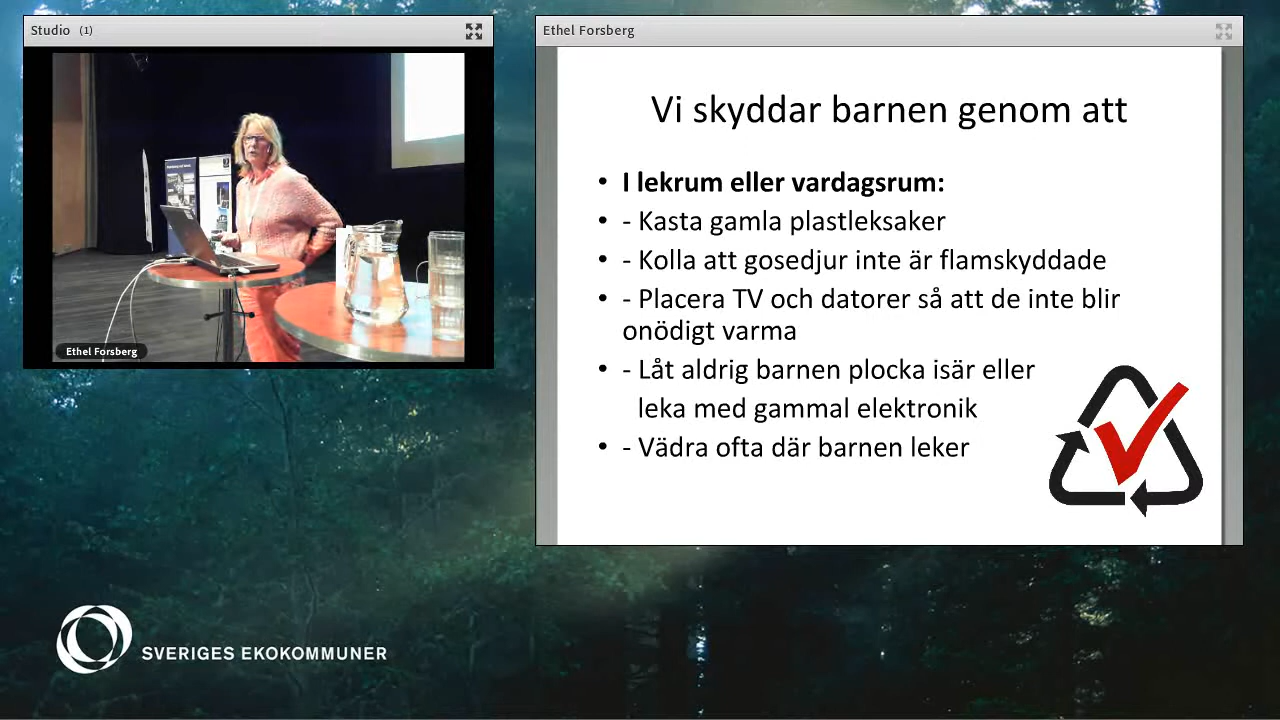 Studio (1)
Ethel Forsberg
Ethel Forsberg
Vi skyddar barnen genom att
• I lekrum eller vardagsrum:
• - Kasta gamla plastleksaker
• - Kolla att gosedjur inte är flamskyddade
• - Placera TV och datorer så att de inte blir
onödigt varma
• - Låt aldrig barnen plocka isär eller
leka med gammal elektronik
• - Vädra ofta där barnen leker
SVERIGES EKOKOMMUNER